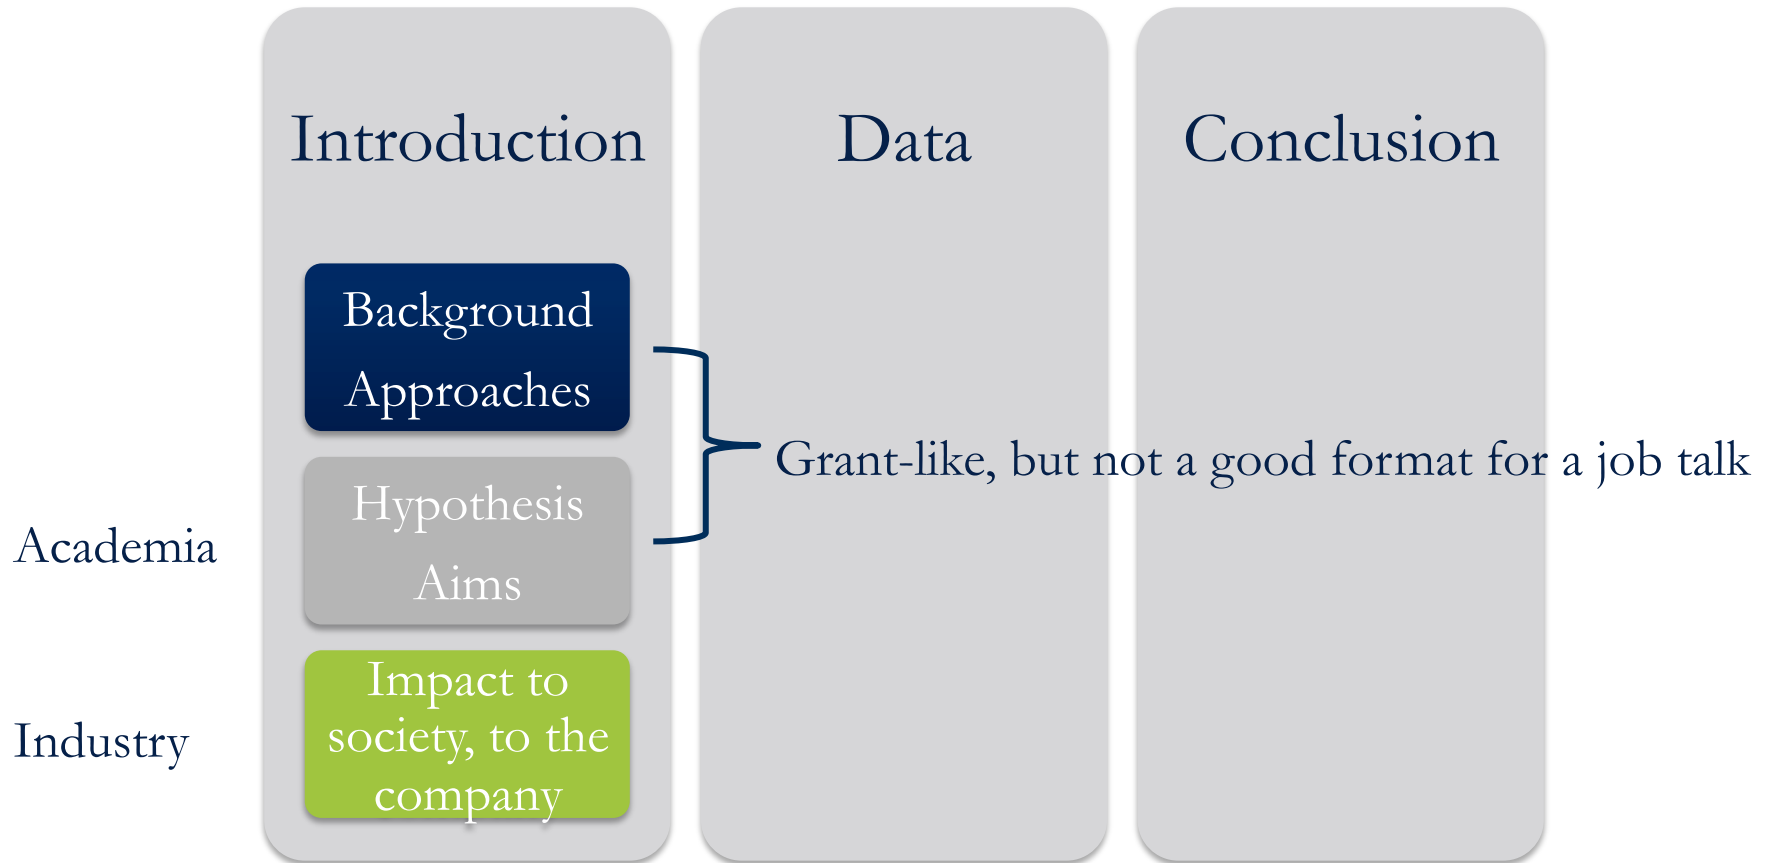 Introduction
Data
Conclusion
Background
Approaches
Grant-like, but not a good format for a job talk
Academia
Hypothesis
Aims
Industry
Impact to
society, to the
company